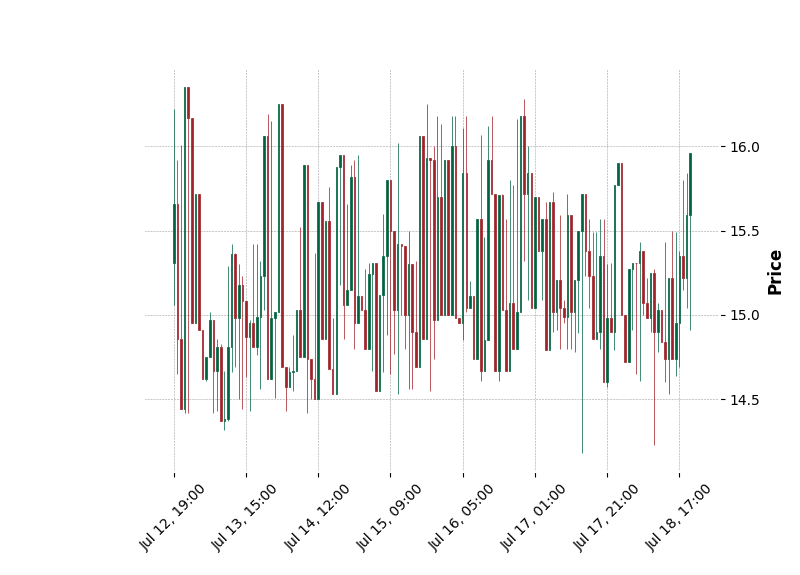 16.0
15.5
15.0
14.5
Price
Jul 12, 19:00
Jul 13, 15:00
Jul 14, 12:00
Jul 15, 09:00
Jul 16, 05:00
Jul 17, 01:00
Jul 17, 21:00
Jul 18, 17:00